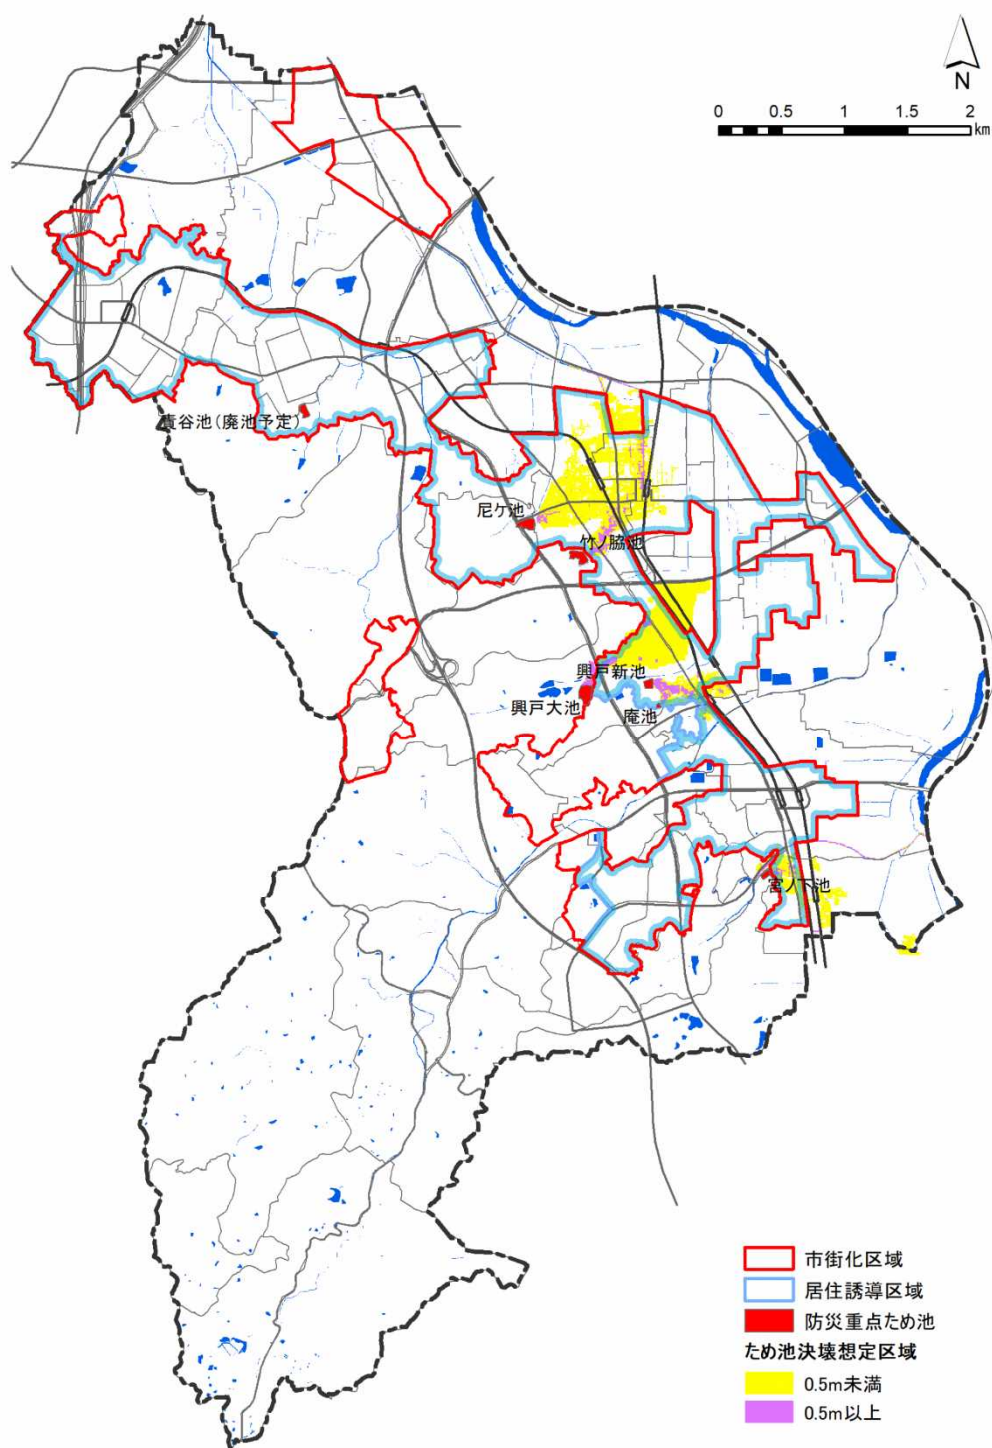 N
0 0.5 1 1.5 2
km
責谷池(廃池予定)
尼ケ池
竹ノ脇池
興戸新池
興戸大池
庵池
宮ノ下池
市街化区域
居住誘導区域
防災重点ため池
ため池決壊想定区域
0.5m未満
0.5m以上